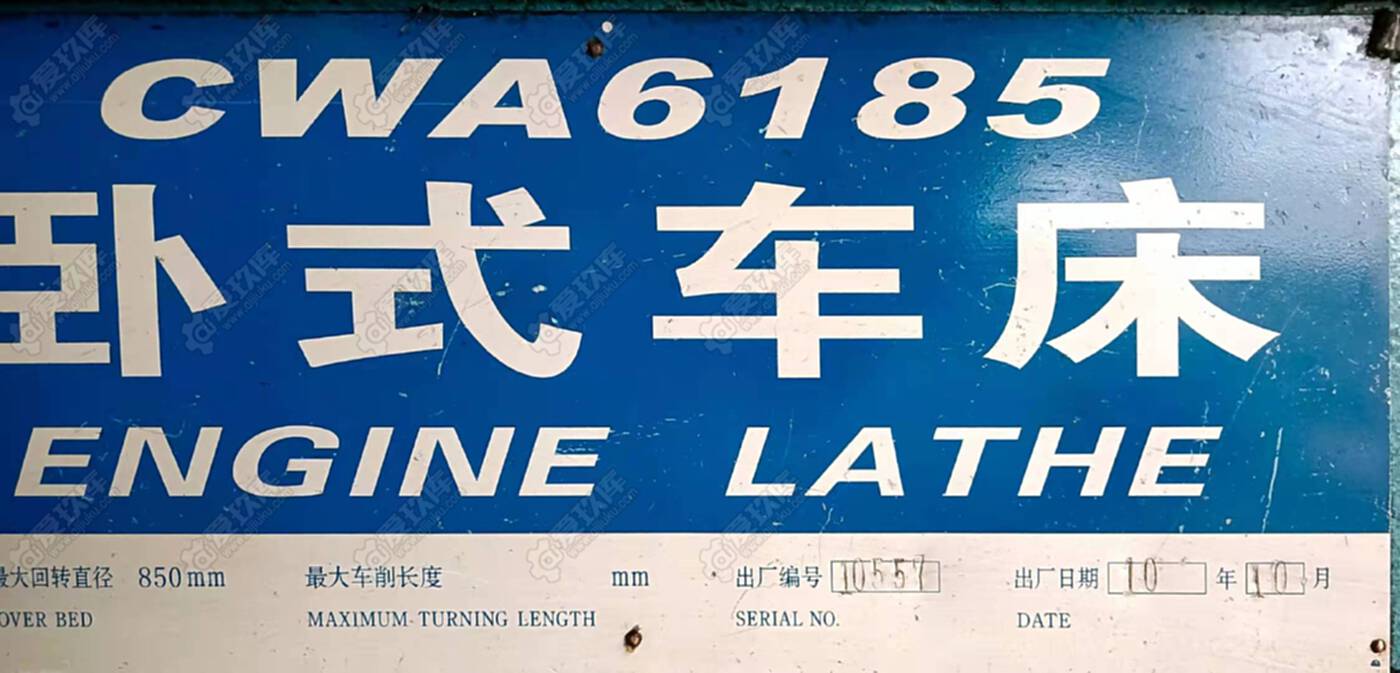 CWA6185
卧式车床
ENGINE LATHE
最大回转直径 850mm 最大车削长度 mm 出厂编号 10557 出厂日期 10 年 10 月
OVER BED MAXIMUM TURNING LENGTH SERIAL NO. DATE